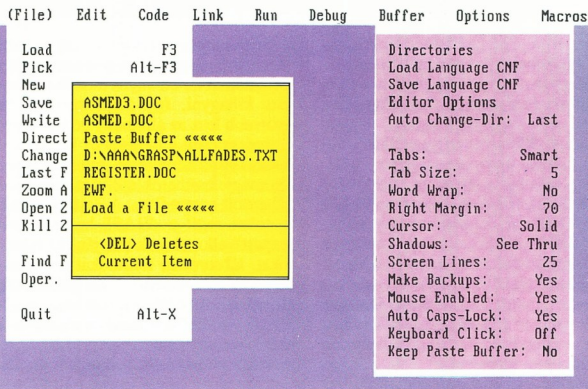 (File) Edit Code Link Run Debug Buffer Options Macros
Load F3
Pick Alt-F3
New
Save
Write
Direct
Change
Last F
Zoom A
Open 2
Kill 2
Find F
Oper.
Quit Alt-X
ASMED3.DOC
ASMED.DOC
Paste Buffer «««««
D:\AAA\GRASP\ALLFADES.TXT
REGISTER.DOC
EWF.
Load a File «««««
<DEL> Deletes
Current Item
Directories
Load Language CNF
Save Language CNF
Editor Options
Auto Change-Dir: Last
Tabs: Smart
Tab Size: 5
Word Wrap: No
Right Margin: 70
Cursor: Solid
Shadows: See Thru
Screen Lines: 25
Make Backups: Yes
Mouse Enabled: Yes
Auto Caps-Lock: Yes
Keyboard Click: Off
Keep Paste Buffer: No